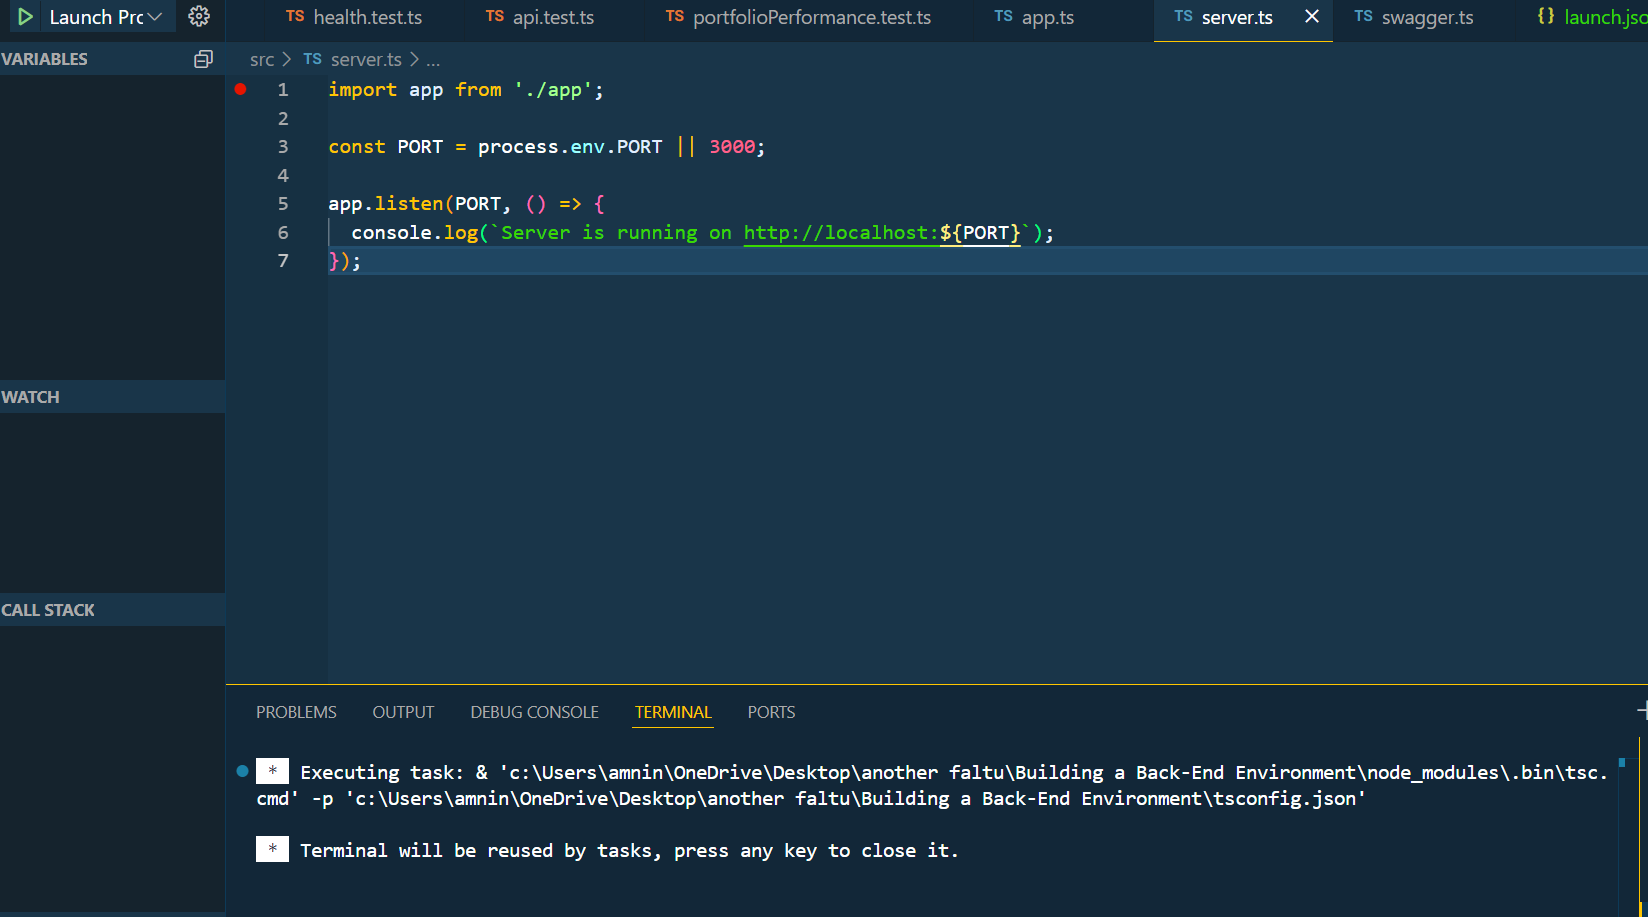 Launch Prc
TS health.test.ts
TS api.test.ts
TS portfolioPerformance.test.ts
TS app.ts
TS server.ts
TS swagger.ts
{} launch.jso
VARIABLES
src > TS server.ts > ...
1 import app from './app';
2
3 const PORT = process.env.PORT || 3000;
4
5 app.listen(PORT, () => {
6 console.log(`Server is running on http://localhost:${PORT}`);
7 });
WATCH
CALL STACK
PROBLEMS OUTPUT DEBUG CONSOLE TERMINAL PORTS
* Executing task: & 'c:\Users\amnin\OneDrive\Desktop\another faltu\Building a Back-End Environment\node_modules\.bin\tsc.
cmd' -p 'c:\Users\amnin\OneDrive\Desktop\another faltu\Building a Back-End Environment\tsconfig.json'
* Terminal will be reused by tasks, press any key to close it.